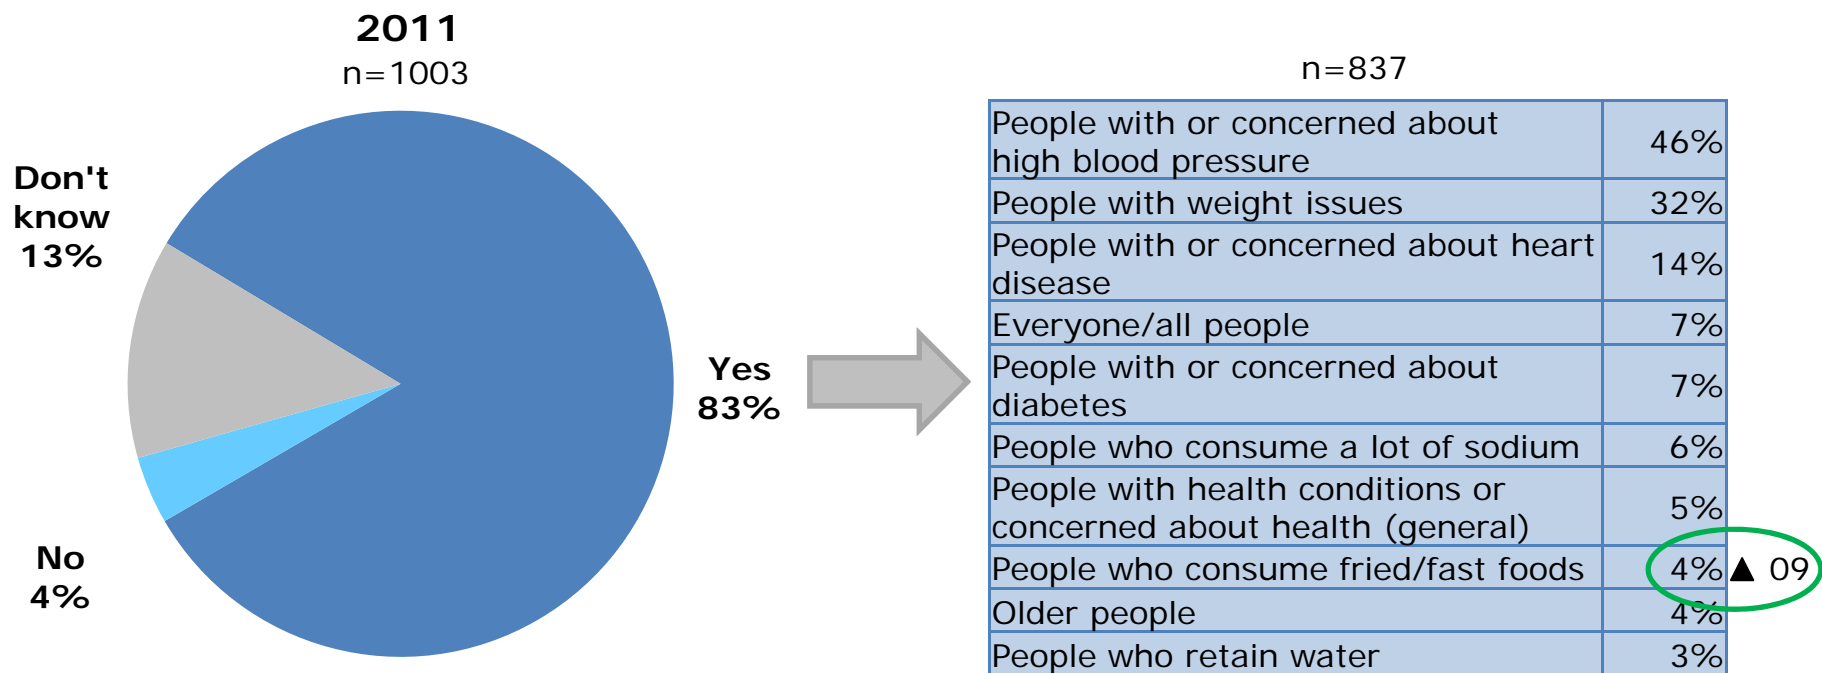 2011
n=1003
Don't
know
13%
No
4%
Yes
83%
n=837
People with or concerned about
high blood pressure
46%
People with weight issues 32%
People with or concerned about heart
disease
14%
Everyone/all people 7%
People with or concerned about
diabetes
7%
People who consume a lot of sodium 6%
People with health conditions or
concerned about health (general)
5%
People who consume fried/fast foods 4% ▲ 09
Older people 4%
People who retain water 3%